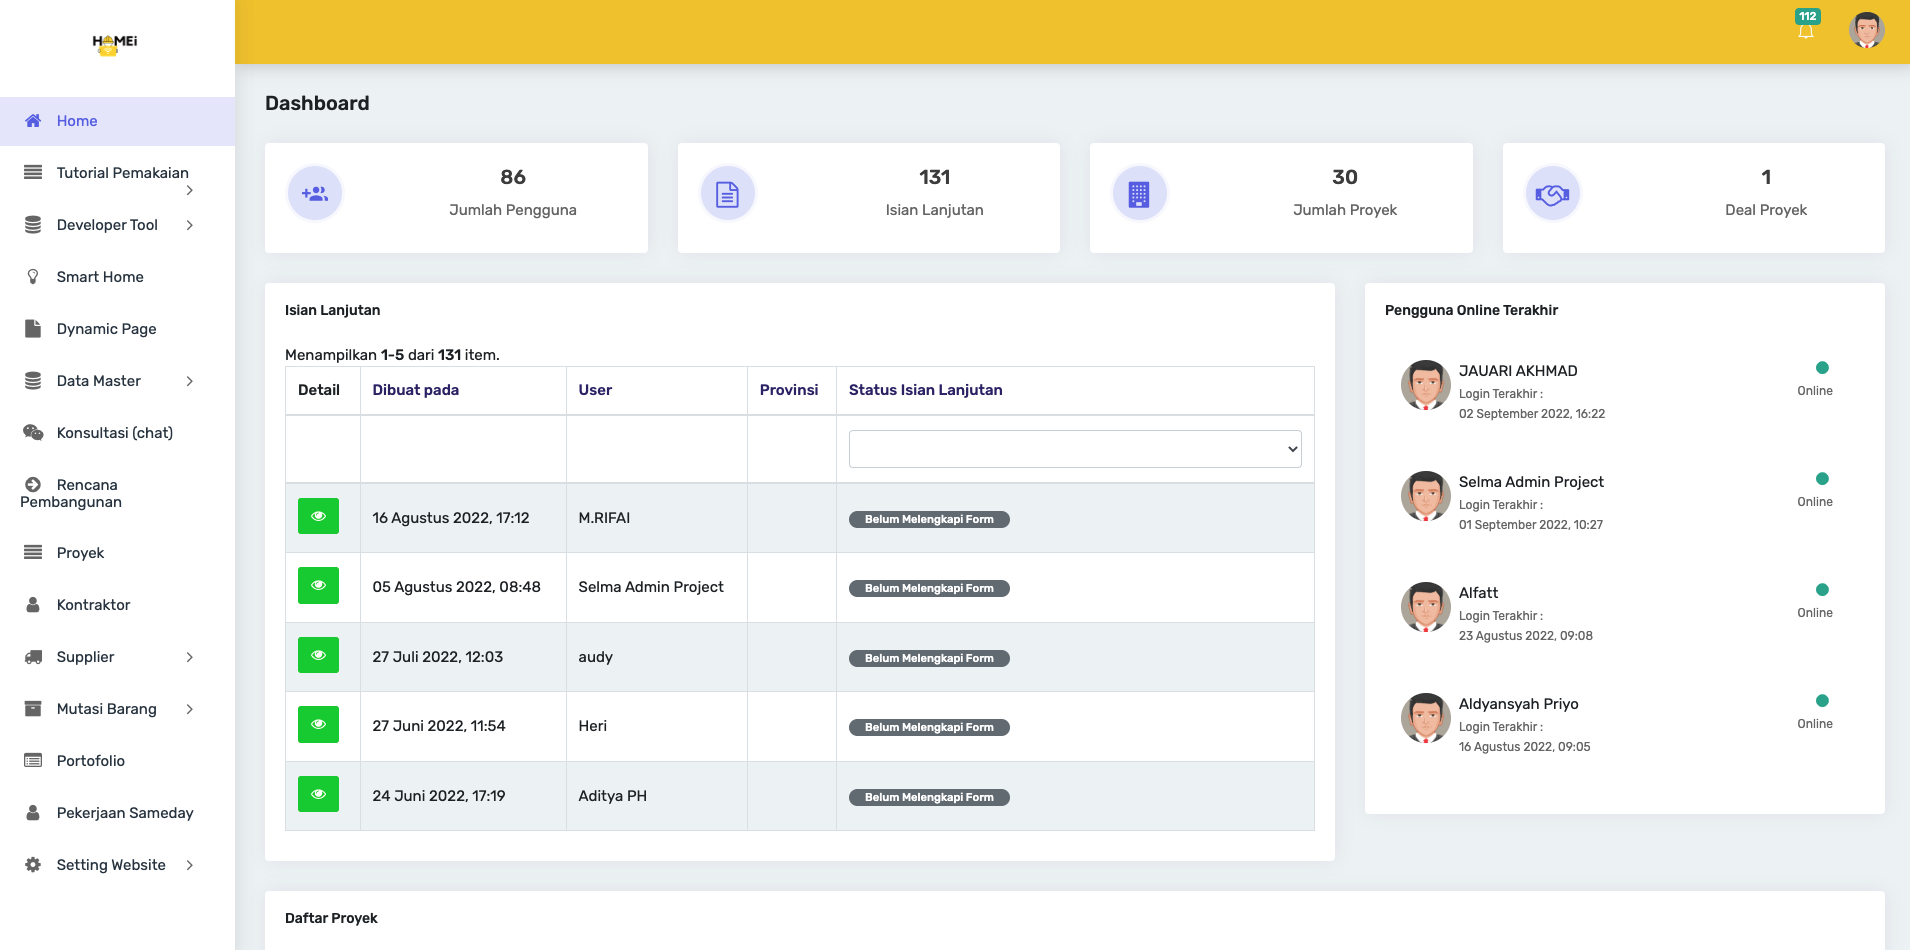 HOMEi
112
Home
Tutorial Pemakaian
Developer Tool
Smart Home
Dynamic Page
Data Master
Konsultasi (chat)
Rencana
Pembangunan
Proyek
Kontraktor
Supplier
Mutasi Barang
Portofolio
Pekerjaan Sameday
Setting Website
Dashboard
86
Jumlah Pengguna
131
Isian Lanjutan
30
Jumlah Proyek
1
Deal Proyek
Isian Lanjutan
Menampilkan 1-5 dari 131 item.
Detail Dibuat pada User Provinsi Status Isian Lanjutan
16 Agustus 2022, 17:12 M.RIFAI Belum Melengkapi Form
05 Agustus 2022, 08:48 Selma Admin Project Belum Melengkapi Form
27 Juli 2022, 12:03 audy Belum Melengkapi Form
27 Juni 2022, 11:54 Heri Belum Melengkapi Form
24 Juni 2022, 17:19 Aditya PH Belum Melengkapi Form
Pengguna Online Terakhir
JAUARI AKHMAD
Login Terakhir :
02 September 2022, 16:22
Online
Selma Admin Project
Login Terakhir :
01 September 2022, 10:27
Online
Alfatt
Login Terakhir :
23 Agustus 2022, 09:08
Online
Aldyansyah Priyo
Login Terakhir :
16 Agustus 2022, 09:05
Online
Daftar Proyek